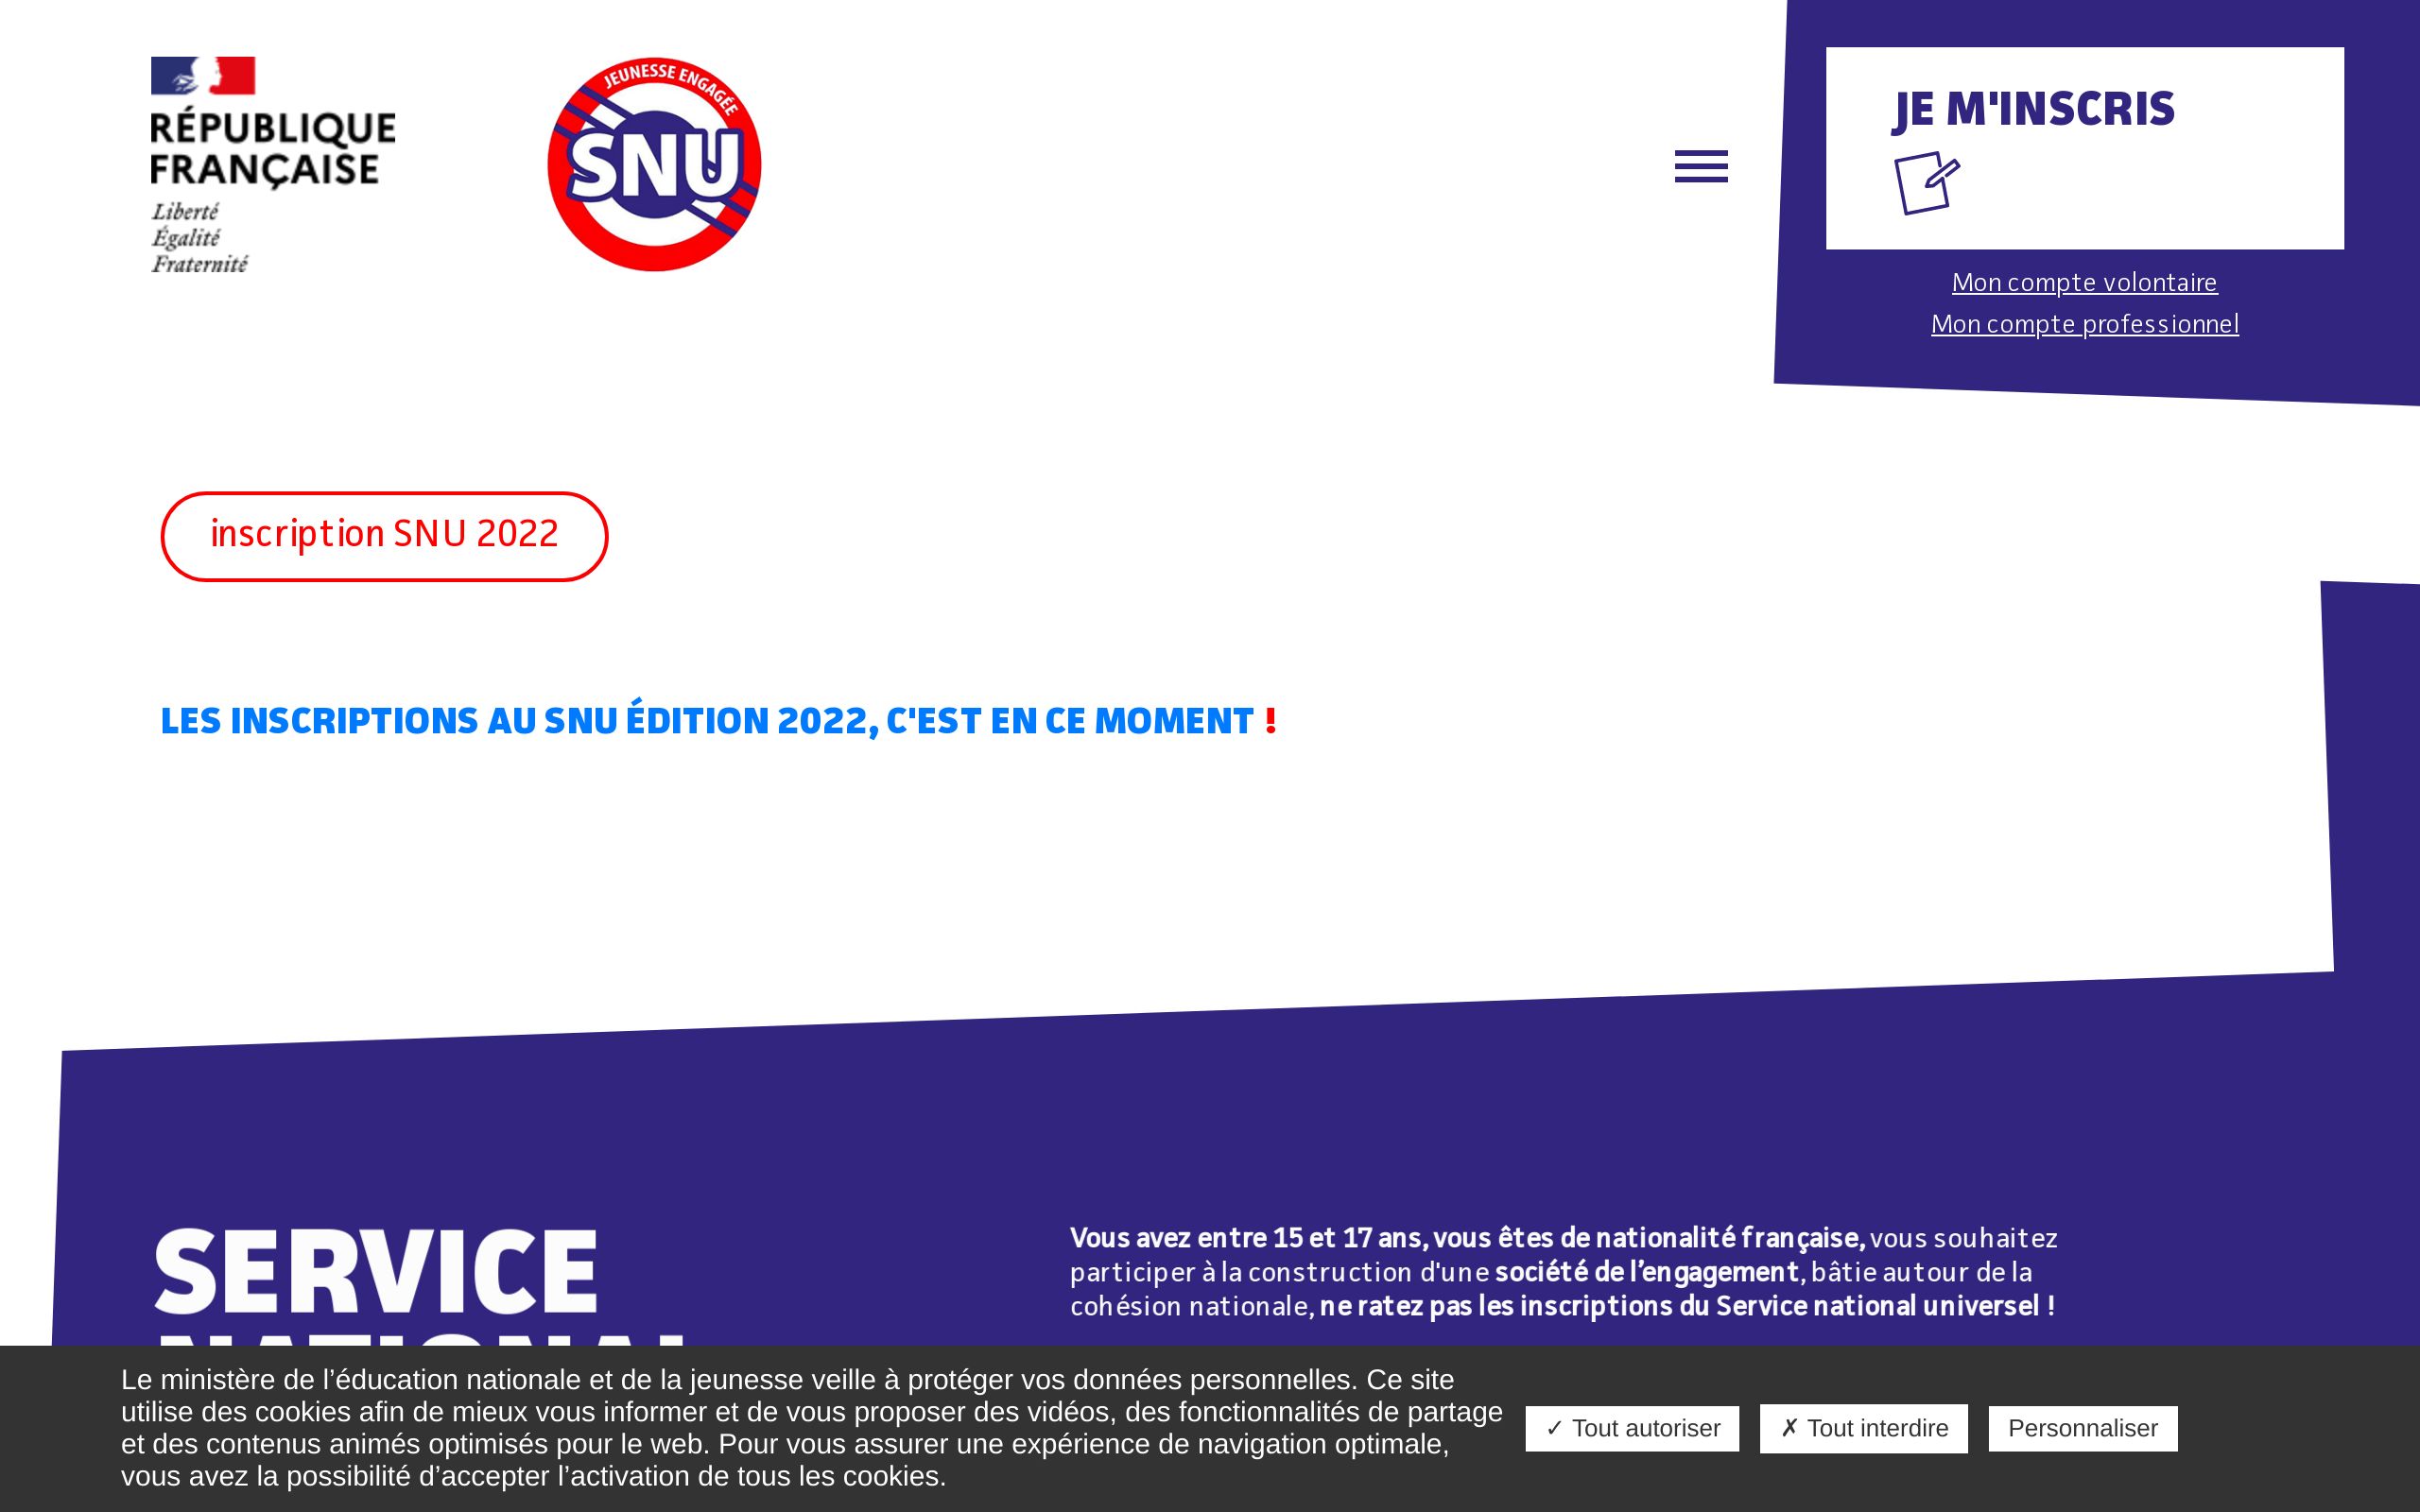 RÉPUBLIQUE
FRANÇAISE
Liberté
Égalité
Fraternité
JEUNESSE ENGAGÉE
SNU
JE M'INSCRIS
Mon compte volontaire
Mon compte professionnel
inscription SNU 2022
LES INSCRIPTIONS AU SNU ÉDITION 2022, C'EST EN CE MOMENT !
SERVICE
NATIONAL
Vous avez entre 15 et 17 ans, vous êtes de nationalité française, vous souhaitez
participer à la construction d'une société de l’engagement, bâtie autour de la
cohésion nationale, ne ratez pas les inscriptions du Service national universel !
Le ministère de l’éducation nationale et de la jeunesse veille à protéger vos données personnelles. Ce site
utilise des cookies afin de mieux vous informer et de vous proposer des vidéos, des fonctionnalités de partage
et des contenus animés optimisés pour le web. Pour vous assurer une expérience de navigation optimale,
vous avez la possibilité d’accepter l’activation de tous les cookies.
✓ Tout autoriser
✗ Tout interdire
Personnaliser